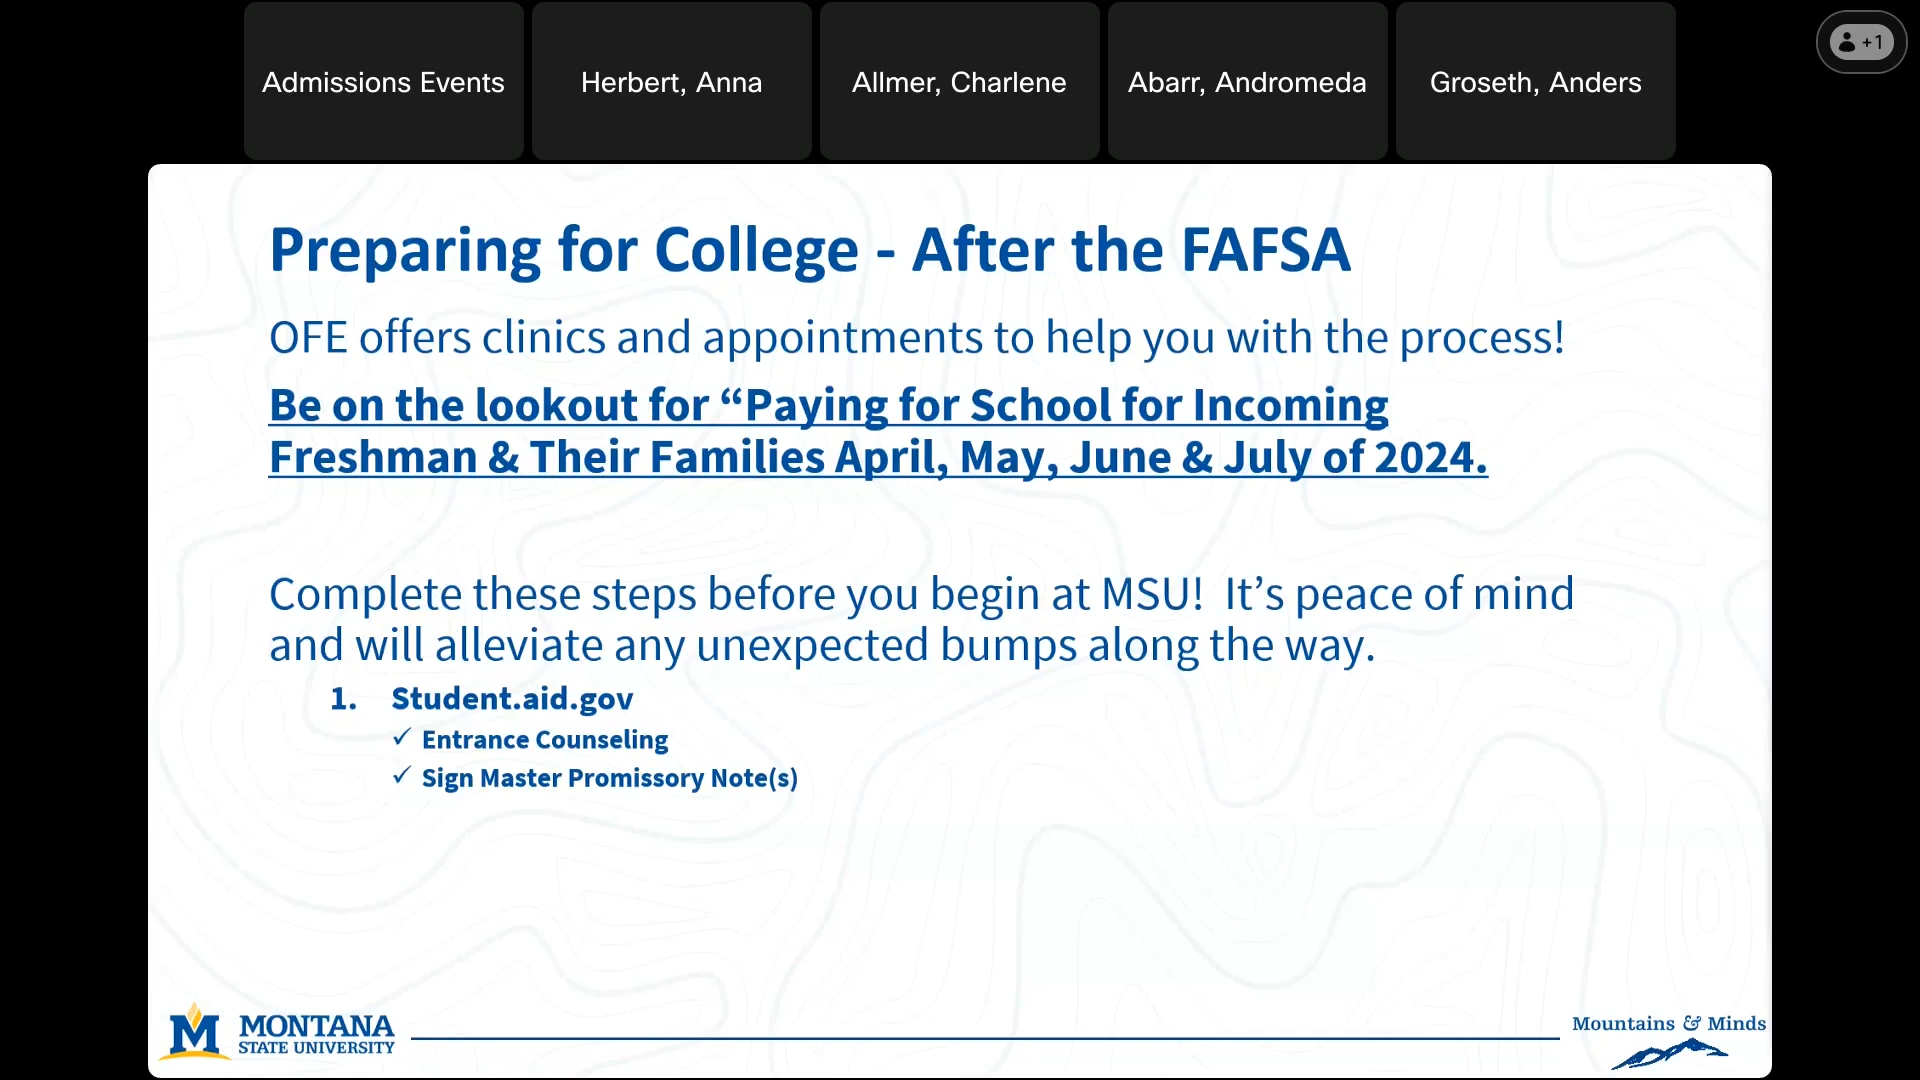 Admissions Events
Herbert, Anna
Allmer, Charlene
Abarr, Andromeda
Groseth, Anders
+1
Preparing for College - After the FAFSA
OFE offers clinics and appointments to help you with the process!
Be on the lookout for “Paying for School for Incoming
Freshman & Their Families April, May, June & July of 2024.
Complete these steps before you begin at MSU!  It’s peace of mind
and will alleviate any unexpected bumps along the way.
1. Student.aid.gov
✓ Entrance Counseling
✓ Sign Master Promissory Note(s)
M
MONTANA
STATE UNIVERSITY
Mountains & Minds